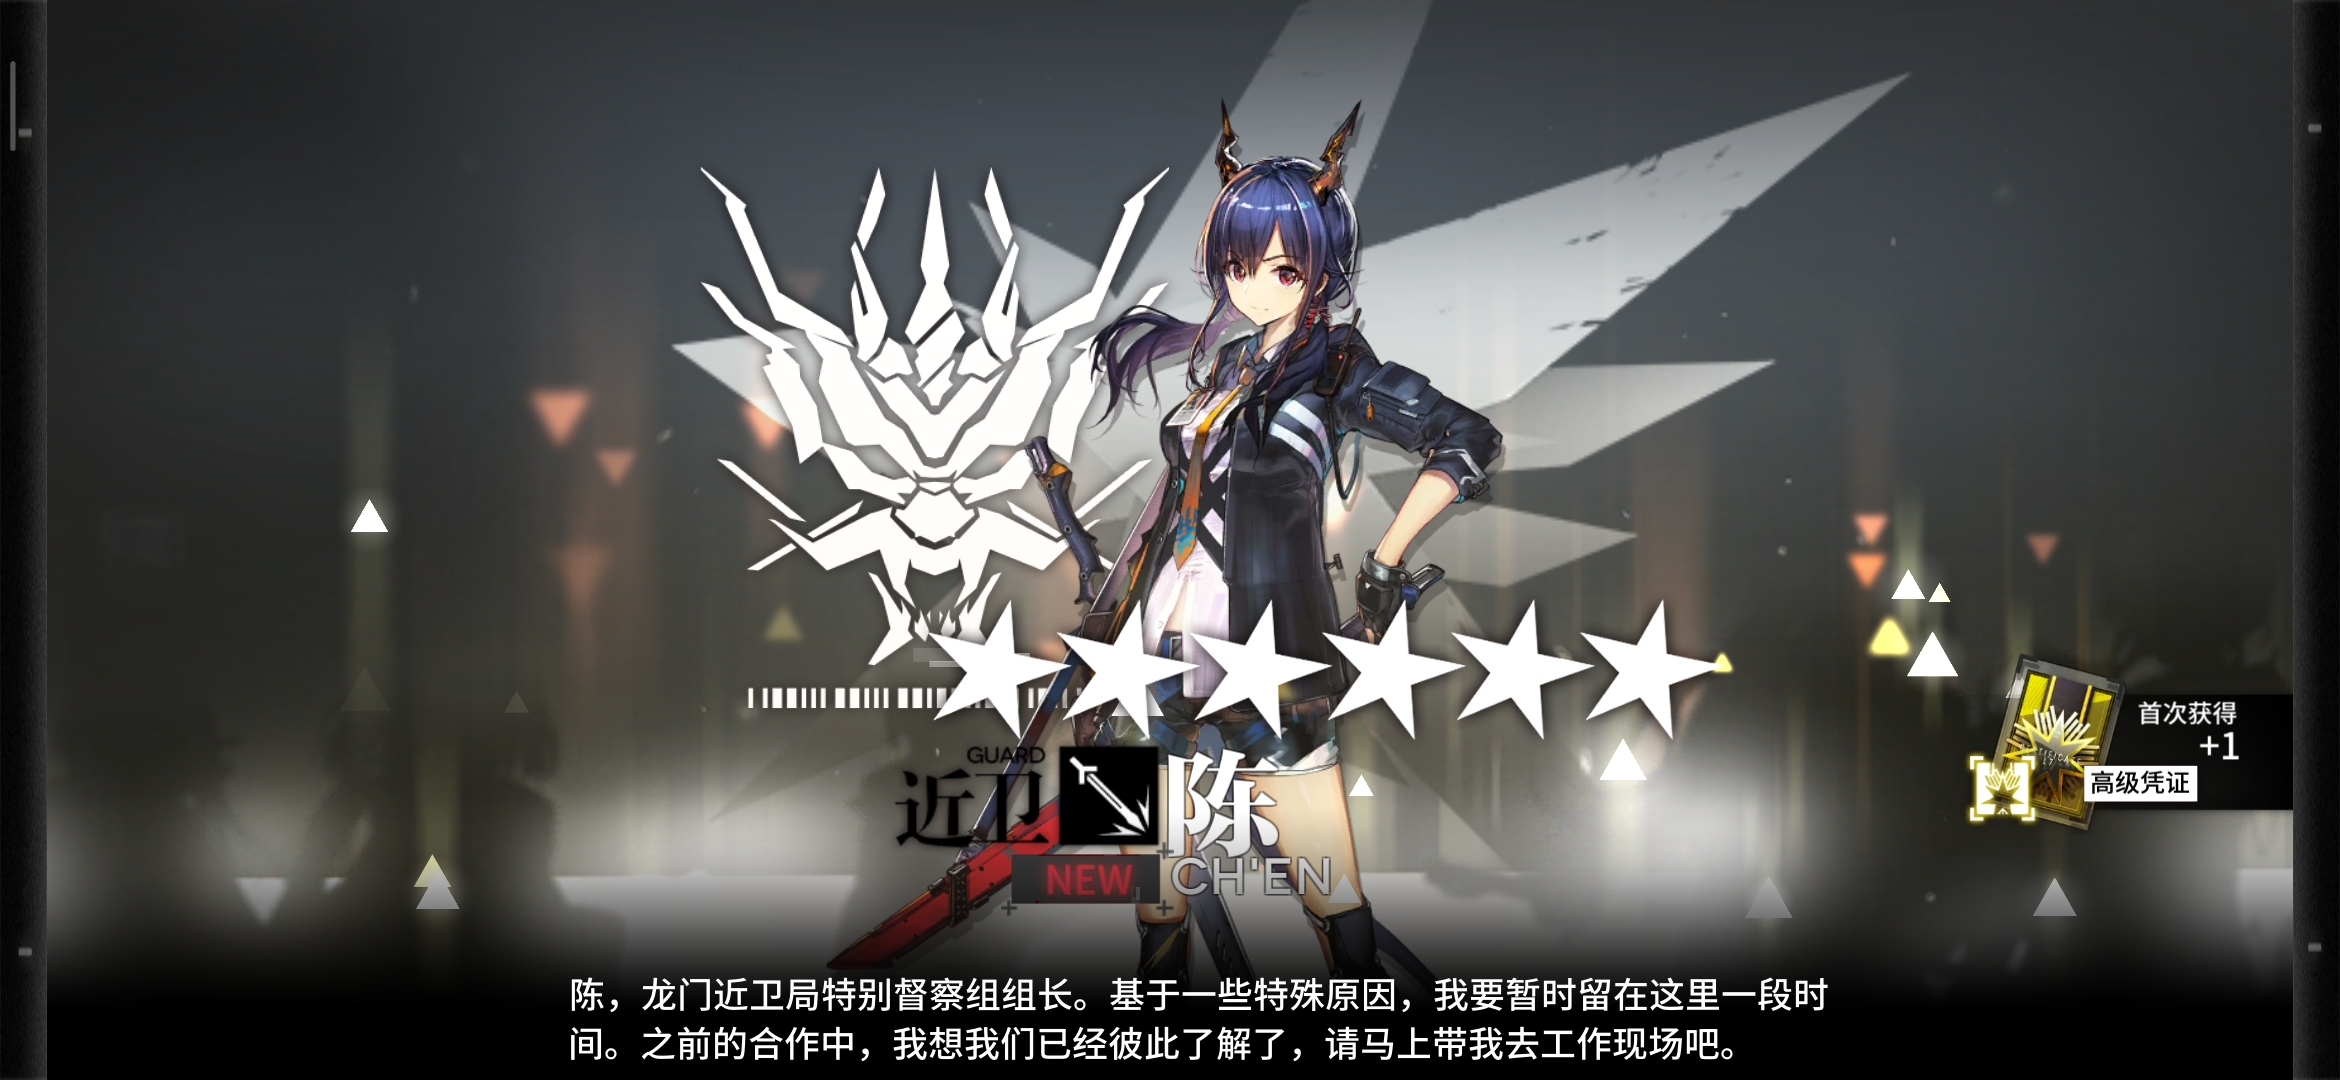 首次获得
+1
高级凭证
GUARD
近卫
陈
NEW
CH'EN
陈，龙门近卫局特别督察组组长。基于一些特殊原因，我要暂时留在这里一段时
间。之前的合作中，我想我们已经彼此了解了，请马上带我去工作现场吧。